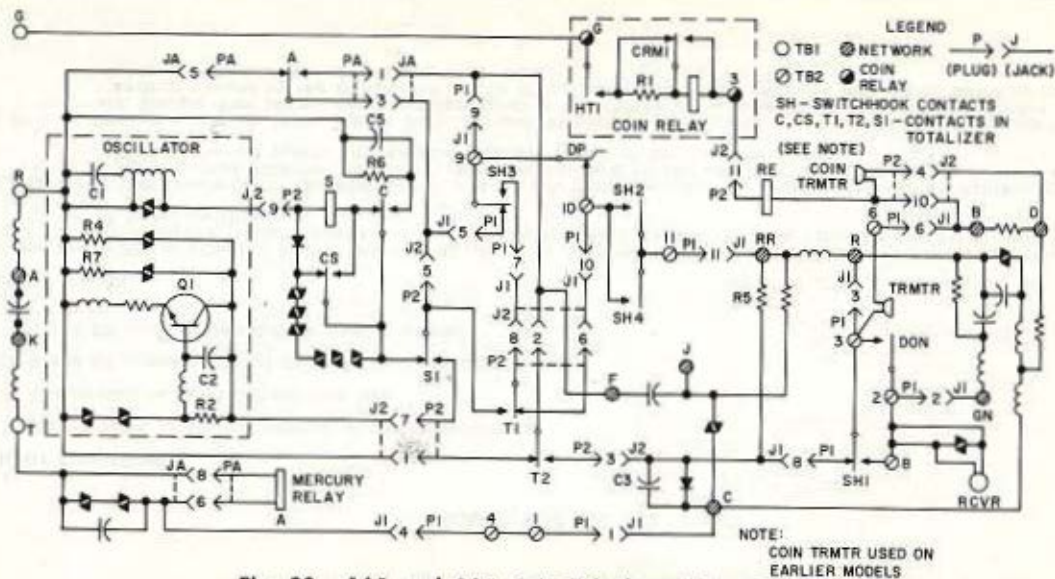 G
G
CRM1
R1
3
HT1
COIN RELAY
LEGEND
TB1
NETWORK
P
J
TB2
COIN RELAY
(PLUG) (JACK)
SH-SWITCHHOOK CONTACTS
C,CS,T1,T2,S1-CONTACTS IN TOTALIZER
(SEE NOTE)
JA 5 PA
A
PA 1 JA
3
P1
9
J1
9
C5
R6
C
OSCILLATOR
C1
R
J2 9 P2
S
R4
R7
Q1
CS
C2
R2
A
K
T
J1 5 P1
SH3
DP
10
SH2
SH4
J2
5
P2
P1
7
J1
P1
10
J1
J2
8
2
6
P2
S1
T1
J2 7 P2
1
T2
P2 3 J2
JA 8 PA
6
MERCURY RELAY
A
J1 4 P1
4
1
P1 1 J1
J2
11
P2
RE
COIN TRMTR
P2 4 J2
10
6
P1 6 J1
B
D
11
P1 11 J1
RR
R
R5
J1
3
P1
3
TRMTR
DON
2
P1 2 J1
GN
F
J
C3
C
J1 8 P1
SH1
B
RCVR
NOTE:
COIN TRMTR USED ON
EARLIER MODELS